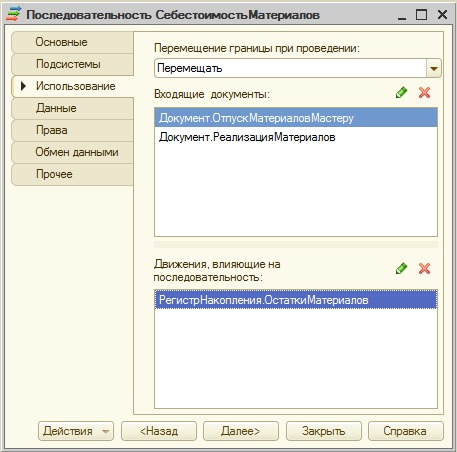 Последовательность СебестоимостьМатериалов
Основные
Подсистемы
Использование
Данные
Права
Обмен данными
Прочее
Перемещение границы при проведении:
Перемещать
Входящие документы:
Документ.ОтпускМатериаловМастеру
Документ.РеализацияМатериалов
Движения, влияющие на
последовательность:
РегистрНакопления.ОстаткиМатериалов
Действия
<Назад
Далее>
Закрыть
Справка